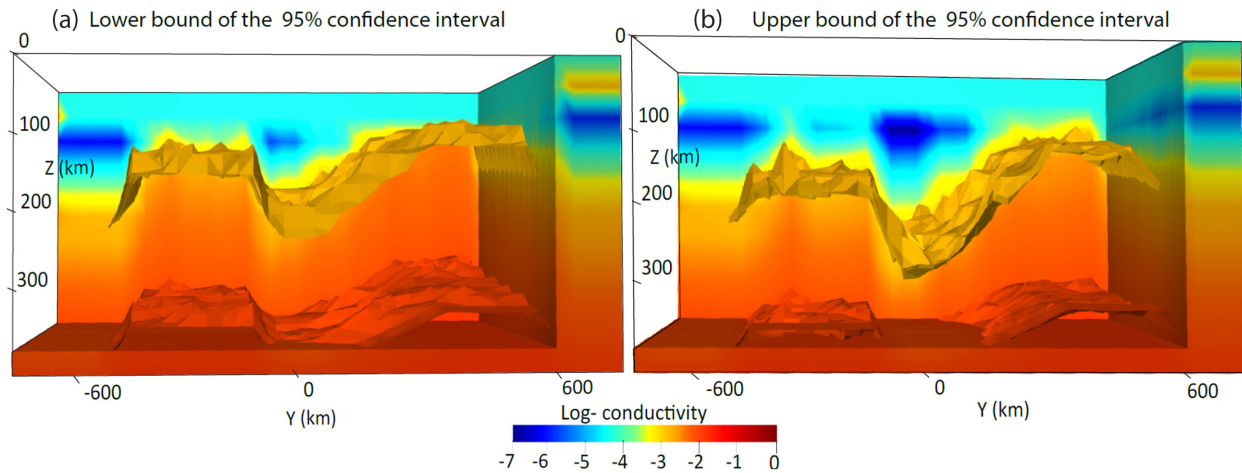 (a) Lower bound of the 95% confidence interval
(b) Upper bound of the 95% confidence interval
0
100
Z (km)
200
300
-600
0
600
Y (km)
0
100
Z (km)
200
300
-600
0
600
Y (km)
Log- conductivity
-7 -6 -5 -4 -3 -2 -1 0